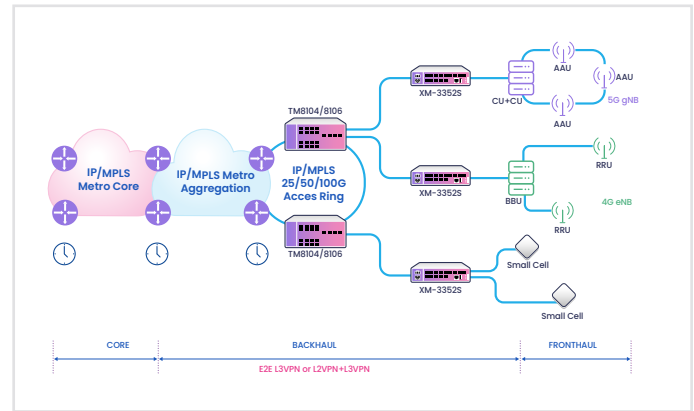 AAU
AAU
XM-3352S
CU+CU
5G gNB
AAU
TM8104/8106
IP/MPLS
Metro Core
IP/MPLS Metro
Aggregation
IP/MPLS
25/50/100G
Acces Ring
XM-3352S
RRU
BBU
4G eNB
RRU
TM8104/8106
Small Cell
XM-3352S
Small Cell
CORE
BACKHAUL
FRONTHAUL
E2E L3VPN or L2VPN+L3VPN